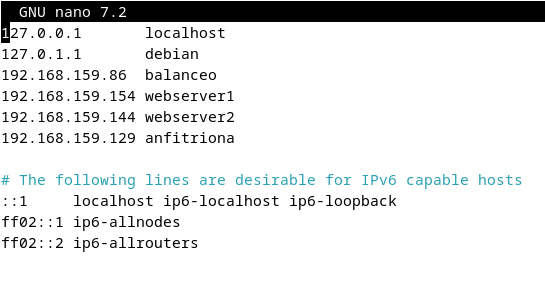 GNU nano 7.2
127.0.0.1       localhost
127.0.1.1       debian
192.168.159.86  balanceo
192.168.159.154 webserver1
192.168.159.144 webserver2
192.168.159.129 anfitriona
# The following lines are desirable for IPv6 capable hosts
::1     localhost ip6-localhost ip6-loopback
ff02::1 ip6-allnodes
ff02::2 ip6-allrouters